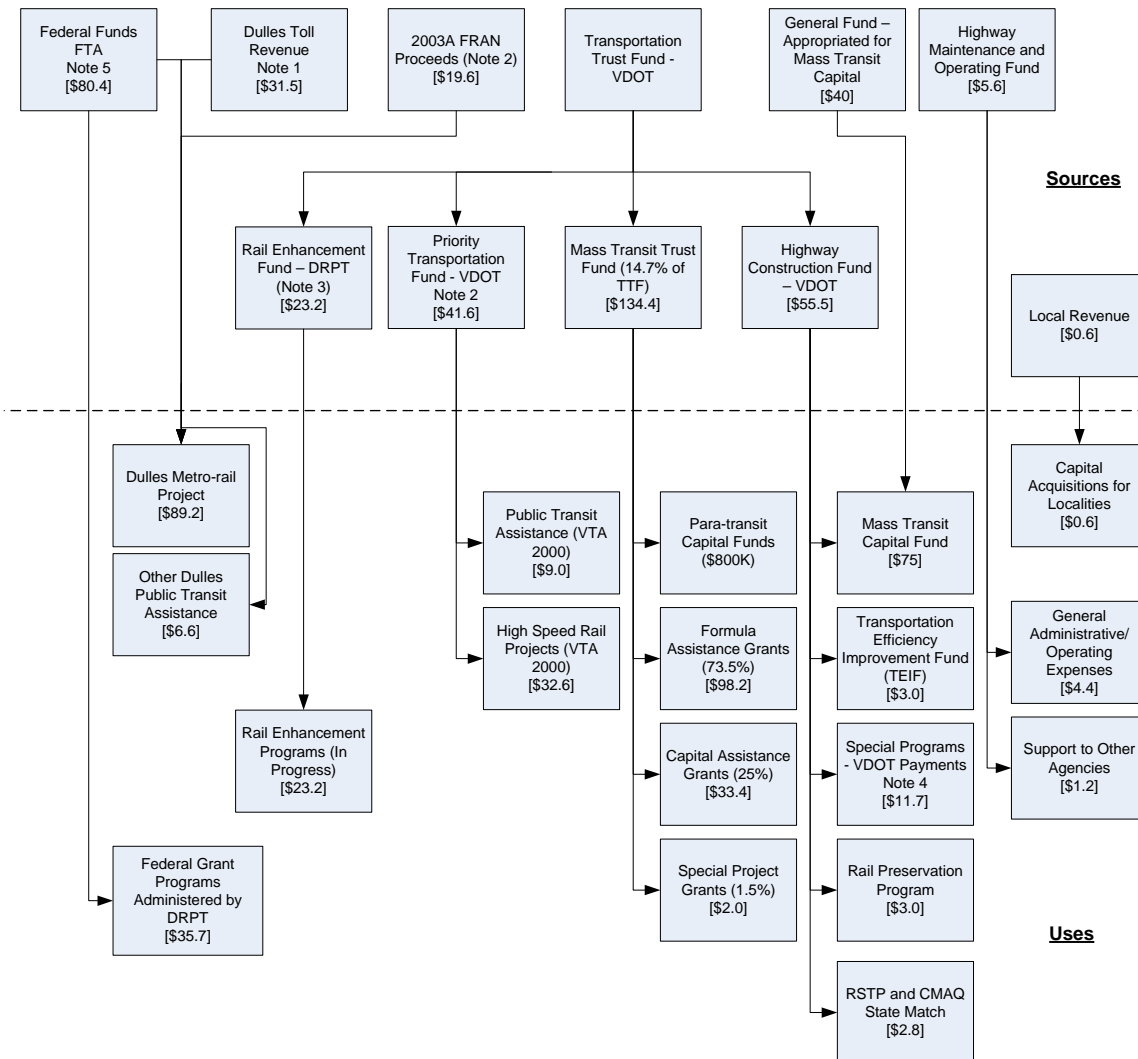 Federal Funds
FTA
Note 5
[$80.4]
Dulles Toll
Revenue
Note 1
[$31.5]
2003A FRAN
Proceeds (Note 2)
[$19.6]
Transportation
Trust Fund -
VDOT
General Fund –
Appropriated for
Mass Transit
Capital
[$40]
Highway
Maintenance and
Operating Fund
[$5.6]
Sources
Rail Enhancement
Fund – DRPT
(Note 3)
[$23.2]
Priority
Transportation
Fund - VDOT
Note 2
[$41.6]
Mass Transit Trust
Fund (14.7% of
TTF)
[$134.4]
Highway
Construction Fund
– VDOT
[$55.5]
Local Revenue
[$0.6]
Dulles Metro-rail
Project
[$89.2]
Other Dulles
Public Transit
Assistance
[$6.6]
Rail Enhancement
Programs (In
Progress)
[$23.2]
Federal Grant
Programs
Administered by
DRPT
[$35.7]
Public Transit
Assistance (VTA
2000)
[$9.0]
High Speed Rail
Projects (VTA
2000)
[$32.6]
Para-transit
Capital Funds
($800K)
Formula
Assistance Grants
(73.5%)
[$98.2]
Capital Assistance
Grants (25%)
[$33.4]
Special Project
Grants (1.5%)
[$2.0]
Mass Transit
Capital Fund
[$75]
Transportation
Efficiency
Improvement Fund
(TEIF)
[$3.0]
Special Programs
- VDOT Payments
Note 4
[$11.7]
Rail Preservation
Program
[$3.0]
RSTP and CMAQ
State Match
[$2.8]
Capital
Acquisitions for
Localities
[$0.6]
General
Administrative/
Operating
Expenses
[$4.4]
Support to Other
Agencies
[$1.2]
Uses